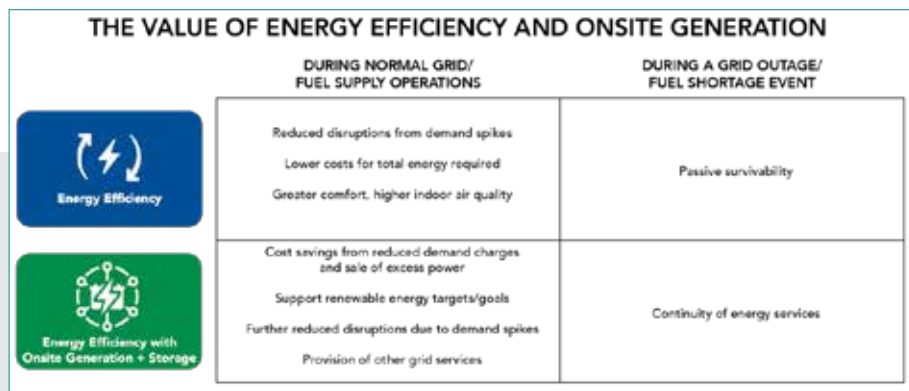 THE VALUE OF ENERGY EFFICIENCY AND ONSITE GENERATION
DURING NORMAL GRID/
FUEL SUPPLY OPERATIONS
DURING A GRID OUTAGE/
FUEL SHORTAGE EVENT
Energy Efficiency
Reduced disruptions from demand spikes
Lower costs for total energy required
Greater comfort, higher indoor air quality
Passive survivability
Energy Efficiency with
Onsite Generation + Storage
Cost savings from reduced demand charges
and sale of excess power
Support renewable energy targets/goals
Further reduced disruptions due to demand spikes
Provision of other grid services
Continuity of energy services